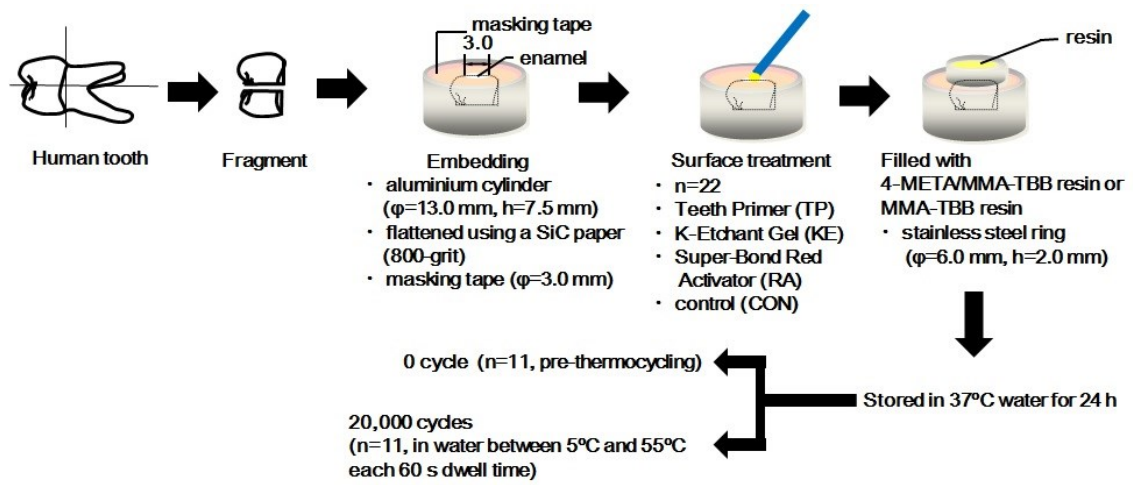 masking tape
3.0
enamel
resin
Human tooth
Fragment
Embedding
・ aluminium cylinder
(φ=13.0 mm, h=7.5 mm)
・ flattened using a SiC paper
(800-grit)
・ masking tape (φ=3.0 mm)
Surface treatment
・ n=22
・ Teeth Primer (TP)
・ K-Etchant Gel (KE)
・ Super-Bond Red
Activator (RA)
・ control (CON)
Filled with
4-META/MMA-TBB resin or
MMA-TBB resin
・ stainless steel ring
(φ=6.0 mm, h=2.0 mm)
Stored in 37ºC water for 24 h
0 cycle (n=11, pre-thermocycling)
20,000 cycles
(n=11, in water between 5ºC and 55ºC
each 60 s dwell time)